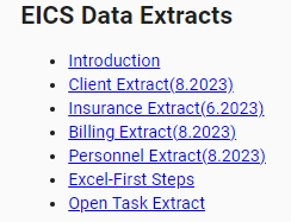 EICS Data Extracts
Introduction
Client Extract(8.2023)
Insurance Extract(6.2023)
Billing Extract(8.2023)
Personnel Extract(8.2023)
Excel-First Steps
Open Task Extract